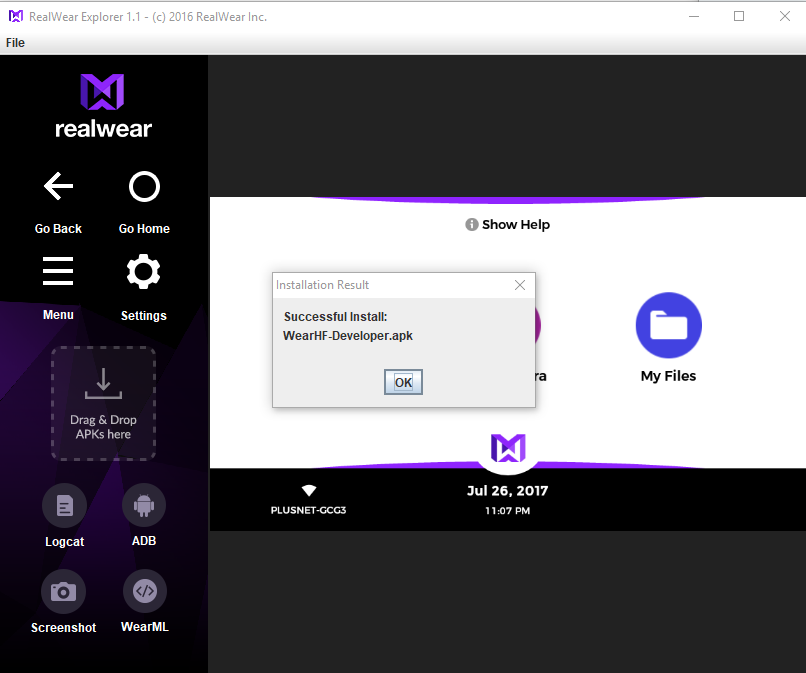 RealWear Explorer 1.1 - (c) 2016 RealWear Inc.
File
realwear
Go Back
Go Home
Menu
Settings
Drag & Drop
APKs here
Logcat
ADB
Screenshot
WearML
Show Help
Installation Result
Successful Install:
WearHF-Developer.apk
OK
ra
My Files
PLUSNET-GCG3
Jul 26, 2017
11:07 PM